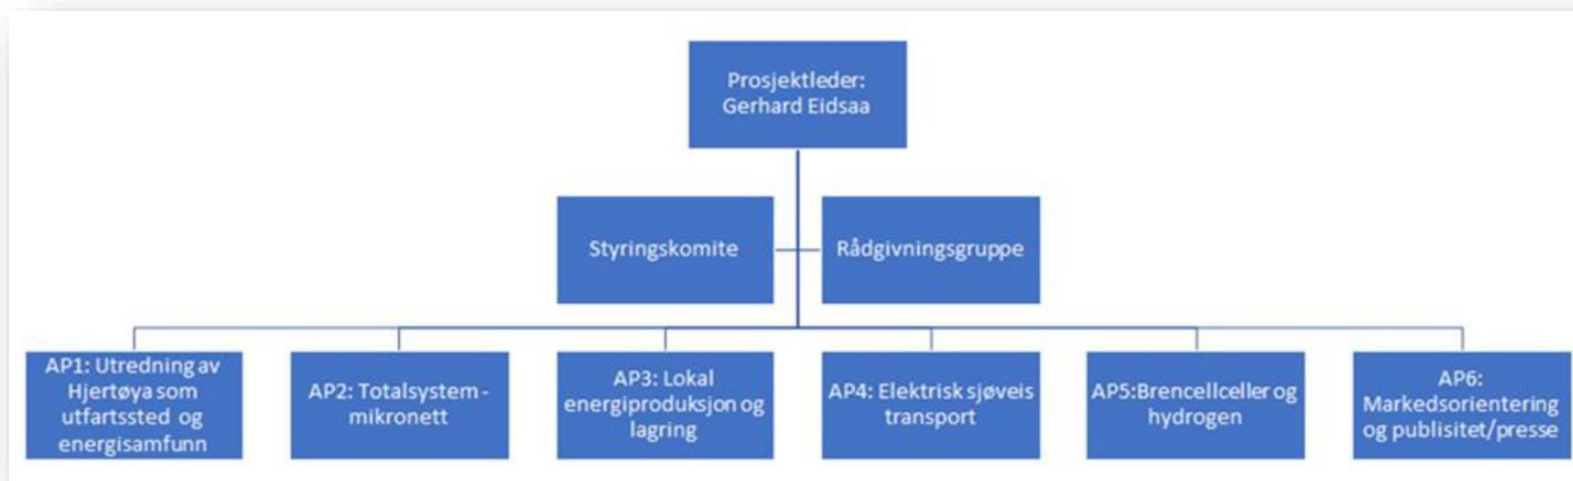 Prosjektleder:
Gerhard Eidsaa
Styringskomite
Rådgivningsgruppe
AP1: Utredning av
Hjertøya som
utfartssted og
energisamfunn
AP2: Totalsystem -
mikronett
AP3: Lokal
energiproduksjon og
lagring
AP4: Elektrisk sjøveis
transport
AP5:Brencellceller og
hydrogen
AP6:
Markedsorientering
og publisitet/presse